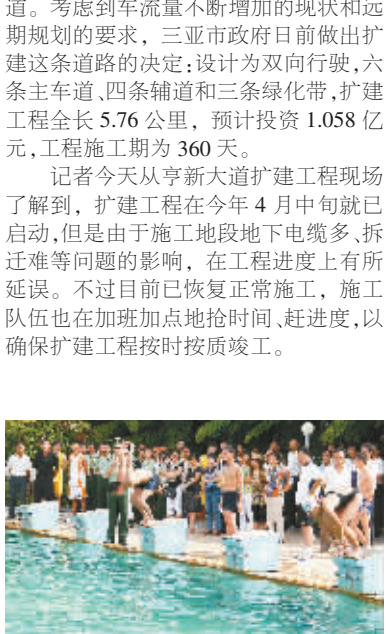 道。考虑到车流量不断增加的现状和远
期规划的要求，三亚市政府日前做出扩
建这条道路的决定：设计为双向行驶，六
条主车道、四条辅道和三条绿化带，扩建
工程全长 5.76 公里，预计投资 1.058 亿
元，工程施工期为 360 天。
记者今天从亨新大道扩建工程现场
了解到，扩建工程在今年 4 月中旬就已
启动，但是由于施工地段地下电缆多、拆
迁难等问题的影响，在工程进度上有所
延误。不过目前已恢复正常施工，施工
队伍也在加班加点地抢时间、赶进度，以
确保扩建工程按时按质竣工。